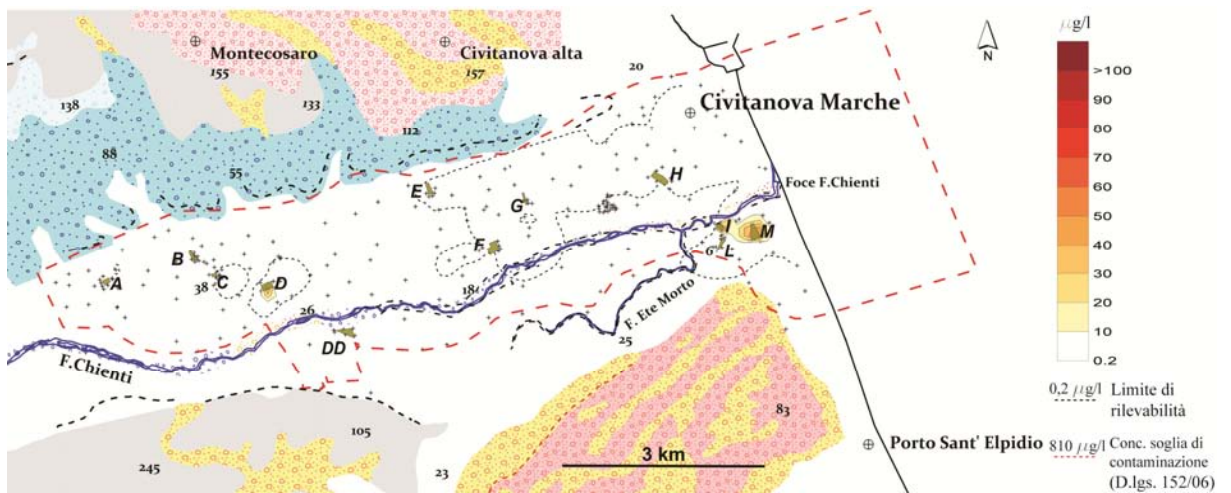 µg/l
Montecosaro
Civitanova alta
155
157
20
N
>100
138
133
90
Civitanova Marche
80
112
70
88
60
55
E
H
50
G
Foce F.Chienti
40
B
F
I
M
30
6
L
A
38
C
D
18
20
26
F. Ete Morto
10
DD
25
0.2
F.Chienti
0,2 µg/l
Limite di
rilevabilità
83
105
Porto Sant' Elpidio
810 µg/l
Conc. soglia di
contaminazione
(D.lgs. 152/06)
245
23
3 km